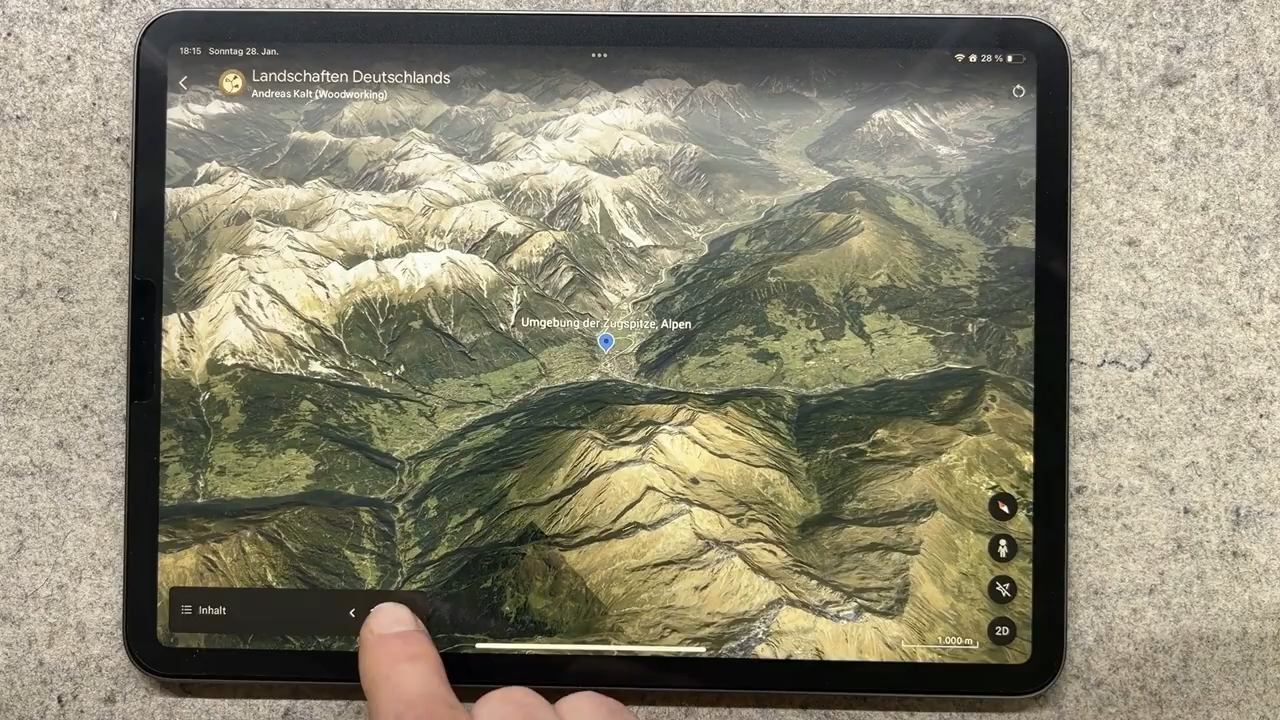 18:15 Sonntag 28. Jan.
28 %
Landschaften Deutschlands
Andreas Kalt (Woodworking)
Umgebung der Zugspitze, Alpen
Inhalt
1.000 m
2D